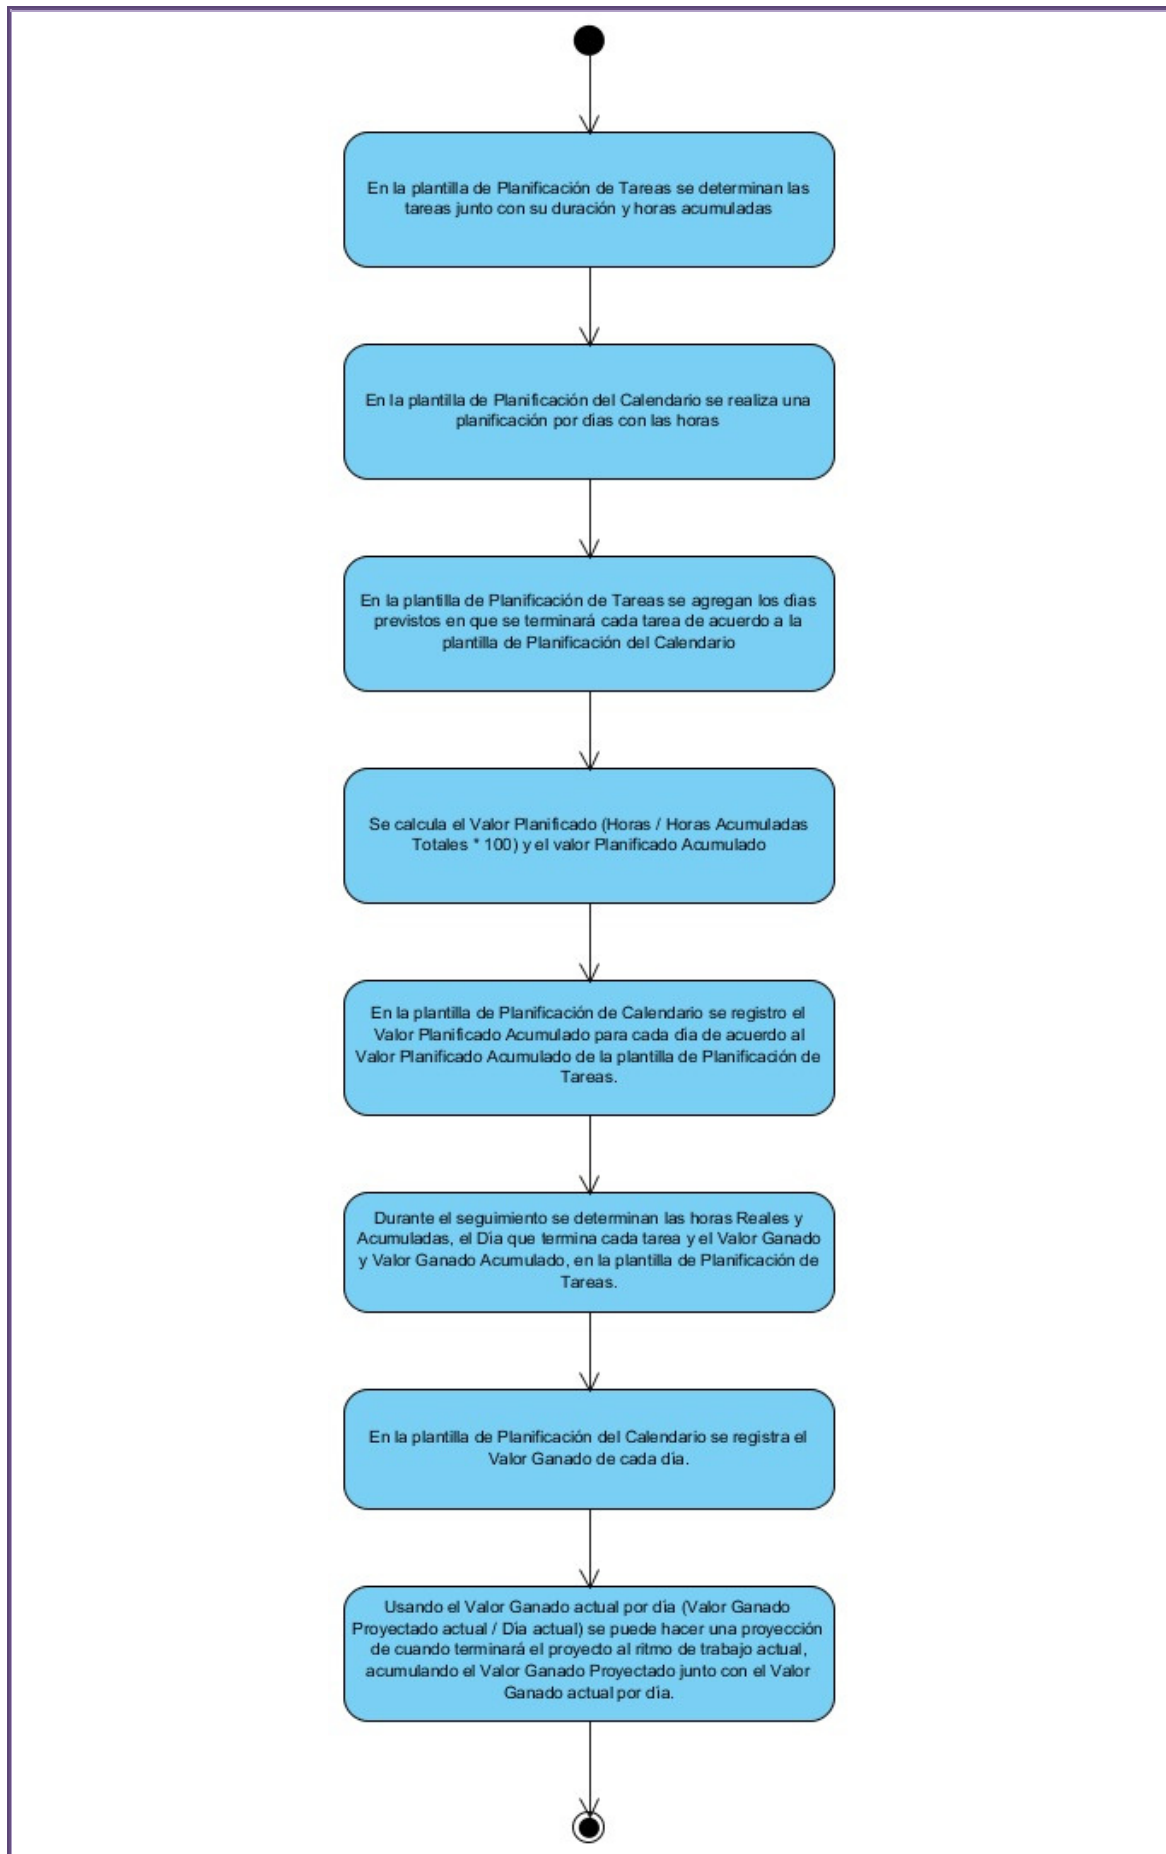 En la plantilla de Planificación de Tareas se determinan las
tareas junto con su duración y horas acumuladas
En la plantilla de Planificación del Calendario se realiza una
planificación por días con las horas
En la plantilla de Planificación de Tareas se agregan los días
previstos en que se terminará cada tarea de acuerdo a la
plantilla de Planificación del Calendario
Se calcula el Valor Planificado (Horas / Horas Acumuladas
Totales * 100) y el valor Planificado Acumulado
En la plantilla de Planificación de Calendario se registro el
Valor Planificado Acumulado para cada día de acuerdo al
Valor Planificado Acumulado de la plantilla de Planificación de
Tareas.
Durante el seguimiento se determinan las horas Reales y
Acumuladas, el Día que termina cada tarea y el Valor Ganado
y Valor Ganado Acumulado, en la plantilla de Planificación de
Tareas.
En la plantilla de Planificación del Calendario se registra el
Valor Ganado de cada día.
Usando el Valor Ganado actual por día (Valor Ganado
Proyectado actual / Día actual) se puede hacer una proyección
de cuando terminará el proyecto al ritmo de trabajo actual,
acumulando el Valor Ganado Proyectado junto con el Valor
Ganado actual por día.